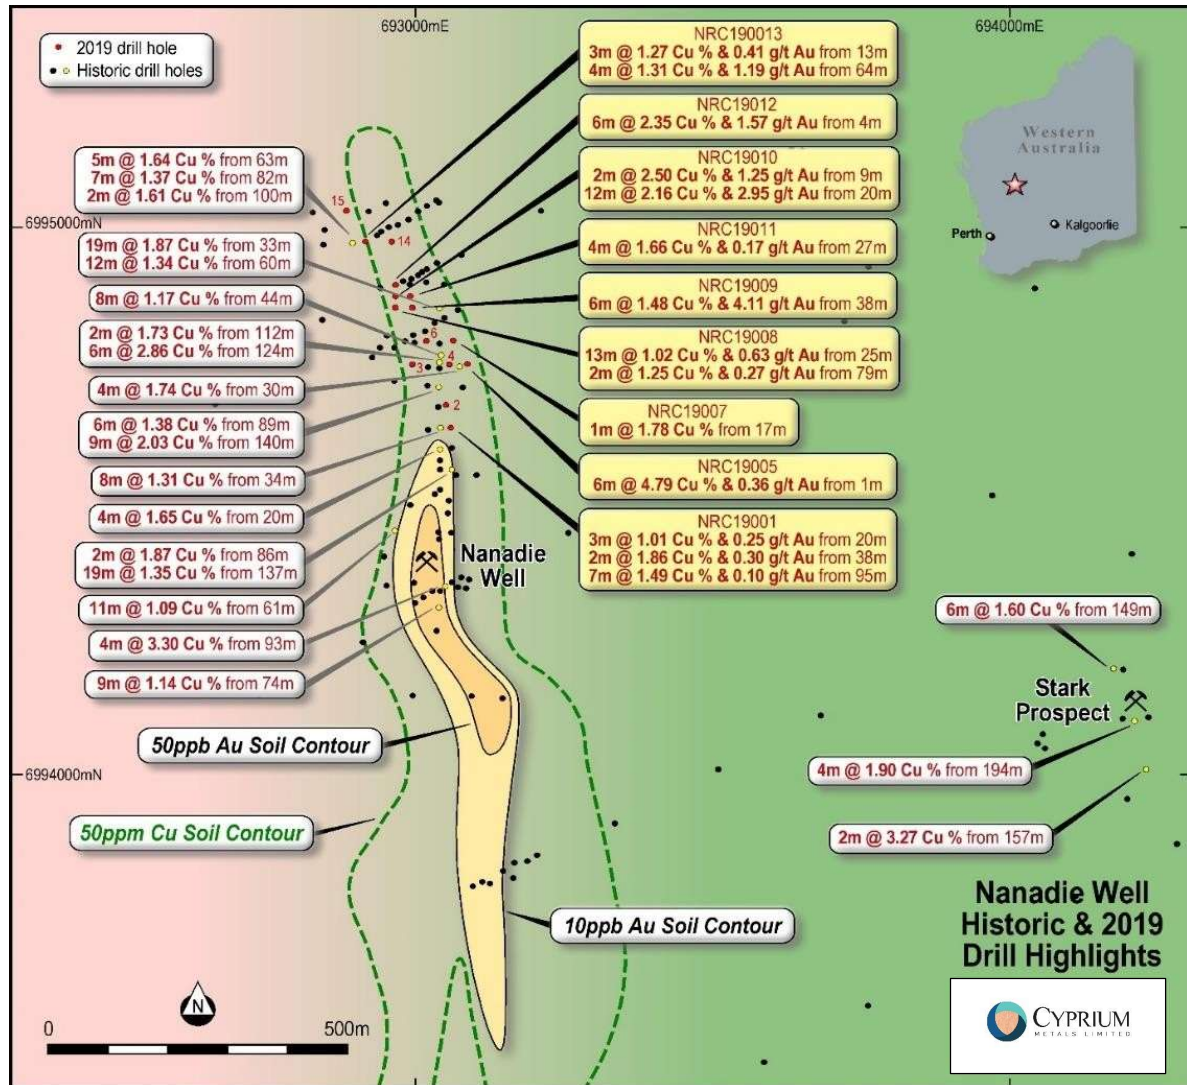 693000mE
694000mE
2019 drill hole
Historic drill holes
NRC190013
3m @ 1.27 Cu % & 0.41 g/t Au from 13m
4m @ 1.31 Cu % & 1.19 g/t Au from 64m
NRC19012
6m @ 2.35 Cu % & 1.57 g/t Au from 4m
NRC19010
2m @ 2.50 Cu % & 1.25 g/t Au from 9m
12m @ 2.16 Cu % & 2.95 g/t Au from 20m
NRC19011
4m @ 1.66 Cu % & 0.17 g/t Au from 27m
NRC19009
6m @ 1.48 Cu % & 4.11 g/t Au from 38m
NRC19008
13m @ 1.02 Cu % & 0.63 g/t Au from 25m
2m @ 1.25 Cu % & 0.27 g/t Au from 79m
NRC19007
1m @ 1.78 Cu % from 17m
NRC19005
6m @ 4.79 Cu % & 0.36 g/t Au from 1m
NRC19001
3m @ 1.01 Cu % & 0.25 g/t Au from 20m
2m @ 1.86 Cu % & 0.30 g/t Au from 38m
7m @ 1.49 Cu % & 0.10 g/t Au from 95m
Western
Australia
Perth
Kalgoorlie
5m @ 1.64 Cu % from 63m
7m @ 1.37 Cu % from 82m
2m @ 1.61 Cu % from 100m
6995000mN
19m @ 1.87 Cu % from 33m
12m @ 1.34 Cu % from 60m
8m @ 1.17 Cu % from 44m
2m @ 1.73 Cu % from 112m
6m @ 2.86 Cu % from 124m
4m @ 1.74 Cu % from 30m
6m @ 1.38 Cu % from 89m
9m @ 2.03 Cu % from 140m
8m @ 1.31 Cu % from 34m
4m @ 1.65 Cu % from 20m
2m @ 1.87 Cu % from 86m
19m @ 1.35 Cu % from 137m
11m @ 1.09 Cu % from 61m
4m @ 3.30 Cu % from 93m
9m @ 1.14 Cu % from 74m
15
14
6
4
3
2
Nanadie
Well
6m @ 1.60 Cu % from 149m
Stark
Prospect
4m @ 1.90 Cu % from 194m
2m @ 3.27 Cu % from 157m
50ppb Au Soil Contour
6994000mN
50ppm Cu Soil Contour
10ppb Au Soil Contour
Nanadie Well
Historic & 2019
Drill Highlights
N
0
500m
CYPRIUM
METALS LIMITED